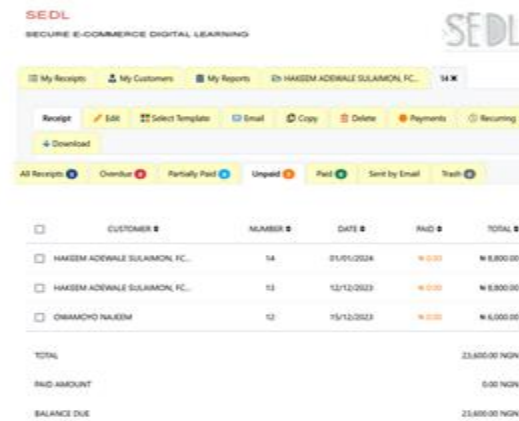 SEDL
SECURE E-COMMERCE DIGITAL LEARNING
SEDL
My Receipts My Customers My Reports HAKEEM ADEWALE SULAIMON, FC... 14 ✖
Receipt Edit Select Template Email Copy Delete Payments Recurring
Download
All Receipts Overdue Partially Paid Unpaid Paid Sent by Email Trash
CUSTOMER NUMBER DATE PAID TOTAL
HAKEEM ADEWALE SULAIMON, FC... 14 01/01/2024 ₦ 0.00 ₦ 8,800.00
HAKEEM ADEWALE SULAIMON, FC... 13 12/12/2023 ₦ 0.00 ₦ 8,800.00
OWAMOYO NAJEEM 12 15/12/2023 ₦ 0.00 ₦ 6,000.00
TOTAL 23,600.00 NGN
PAID AMOUNT 0.00 NGN
BALANCE DUE 23,600.00 NGN